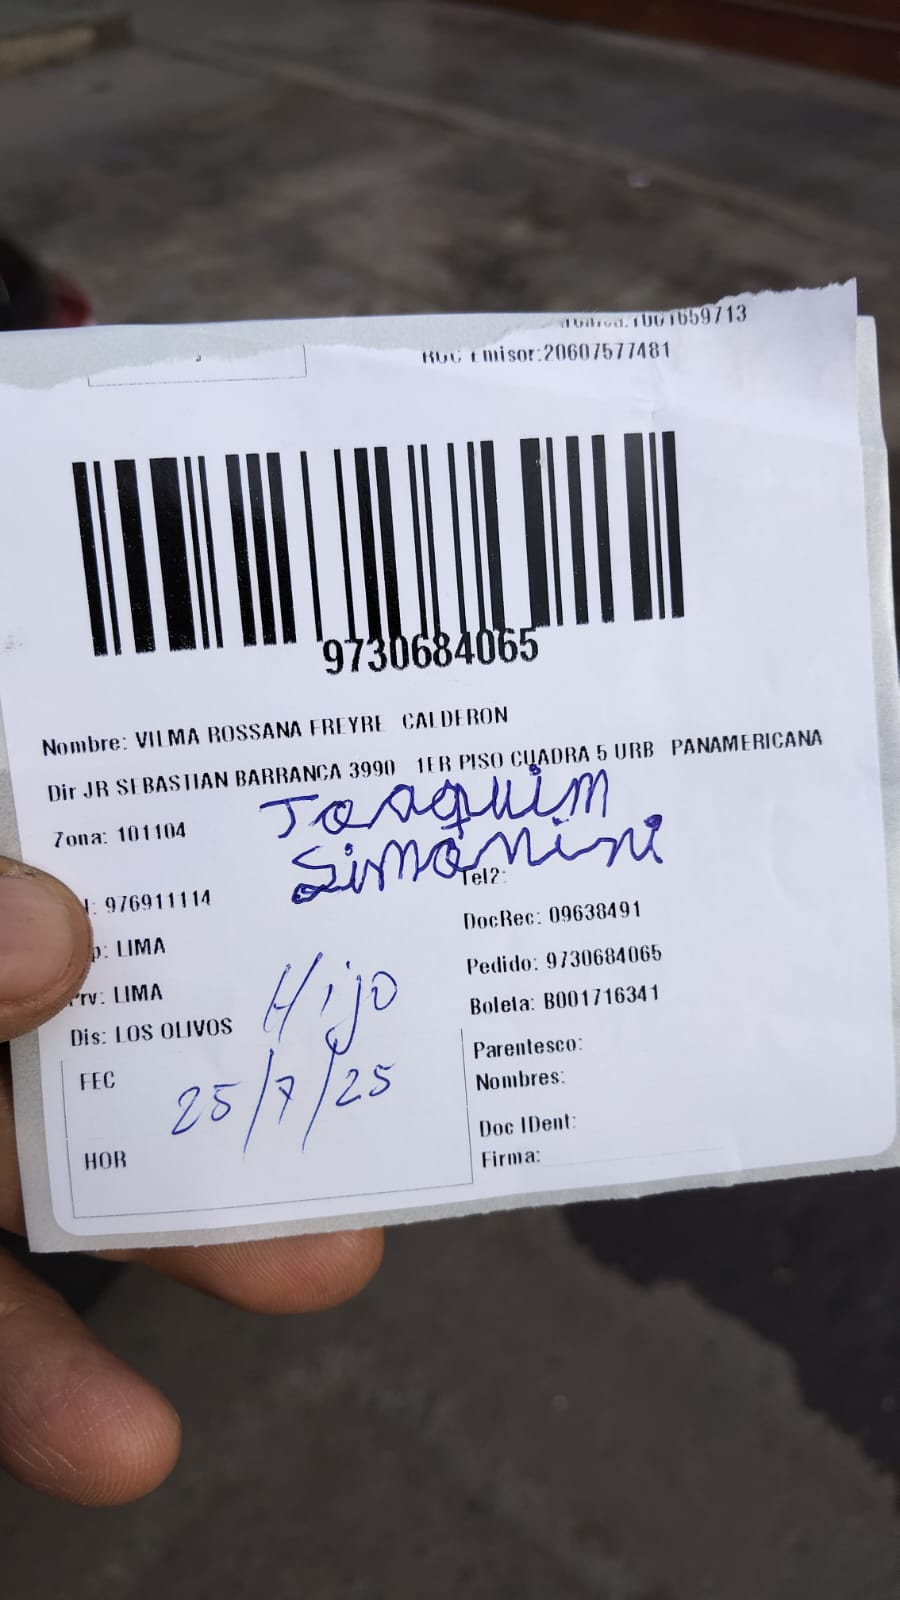 1001659713
RUC Emisor:20607577481
9730684065
Nombre: VILMA ROSSANA FREYRE CALDERON
Dir JR SEBASTIAN BARRANCA 3990 1ER PISO CUADRA 5 URB PANAMERICANA
Zona: 101104
Joaquim
Simonini
Tel2:
: 976911114
DocRec: 09638491
p: LIMA
Pedido: 9730684065
Prv: LIMA
Hijo
Boleta: B001716341
Dis: LOS OLIVOS
Parentesco:
FEC
25/7/25
Nombres:
Doc IDent:
HOR
Firma: